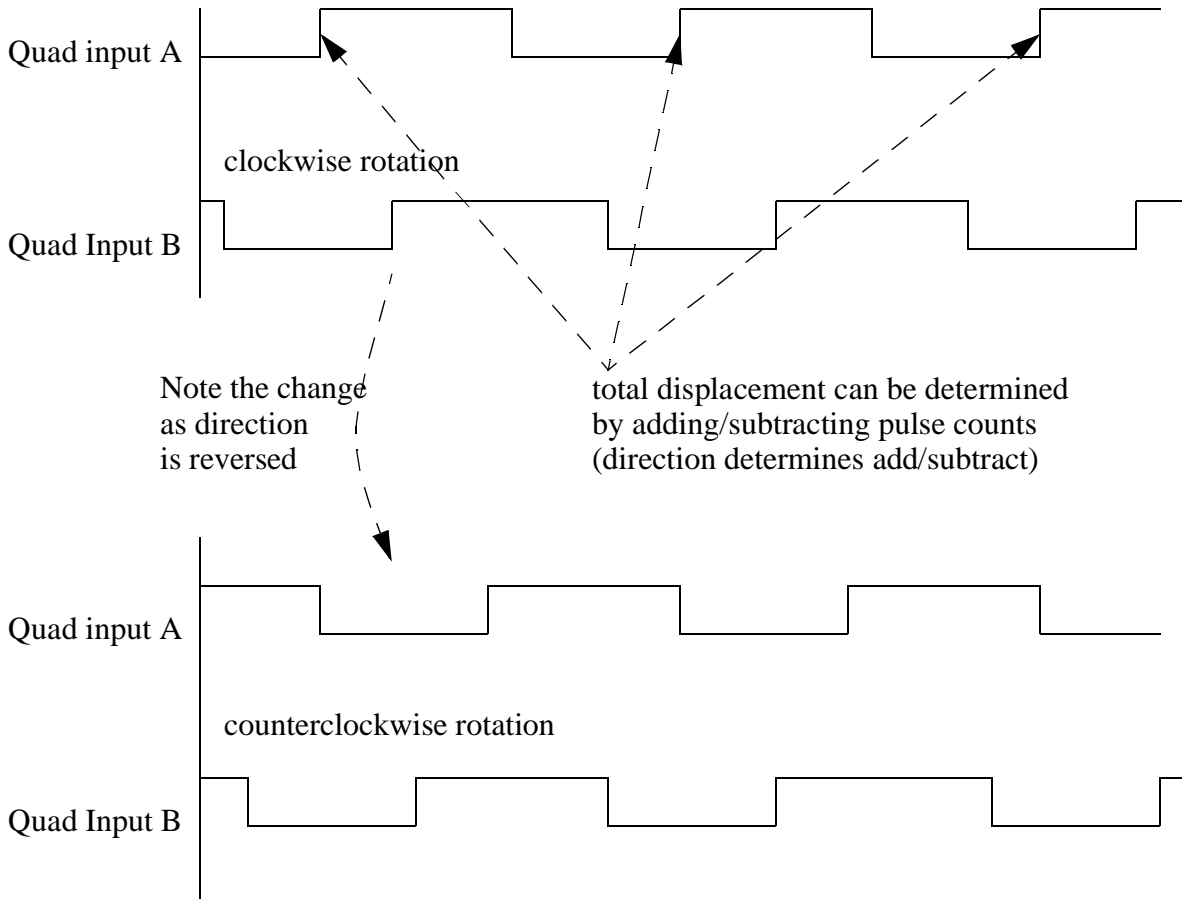 Quad input A
clockwise rotation
Quad Input B
Note the change
as direction
is reversed
total displacement can be determined
by adding/subtracting pulse counts
(direction determines add/subtract)
Quad input A
counterclockwise rotation
Quad Input B